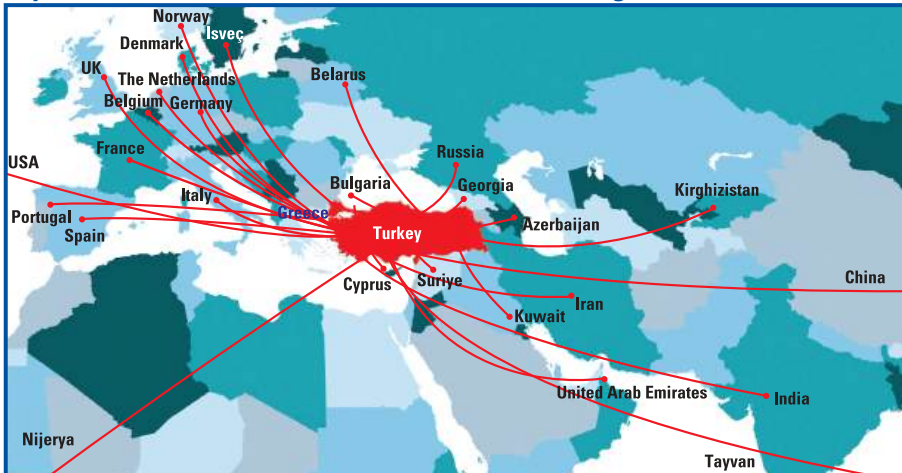 Norway
Denmark
İsveç
UK
The Netherlands
Belarus
Belgium
Germany
France
Russia
USA
Bulgaria
Georgia
Kirghizistan
Italy
Greece
Portugal
Azerbaijan
Spain
Turkey
Cyprus
Suriye
China
Iran
Kuwait
United Arab Emirates
India
Nijerya
Tayvan